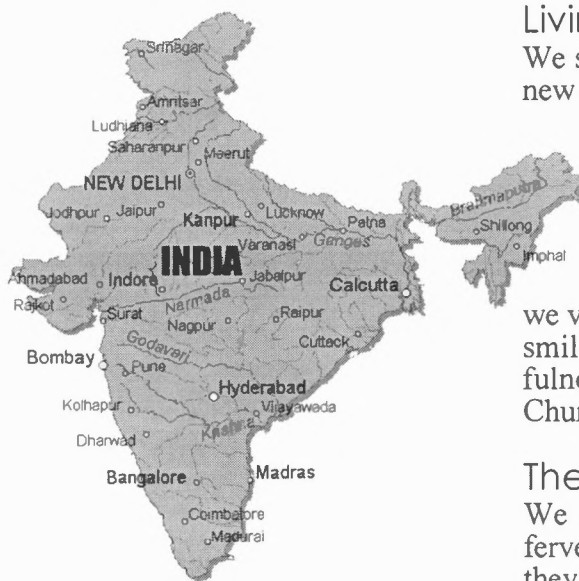 Srinagar
Amritsar
Ludhiana
Saharanpur
Meerut
NEW DELHI
Jodhpur
Jaipur
Kanpur
Lucknow
Patna
Brahmaputra
Shillong
Imphal
Varanasi
Ganges
INDIA
Ahmadabad
Indore
Jabalpur
Calcutta
Rajkot
Narmada
Surat
Nagpur
Raipur
Cuttack
Bombay
Godavari
Pune
Hyderabad
Kolhapur
Vijayawada
Krishna
Dharwad
Bangalore
Madras
Coimbatore
Madurai
Livin
We s
new
we v
smil
fulne
Chur
The
We
ferve
they